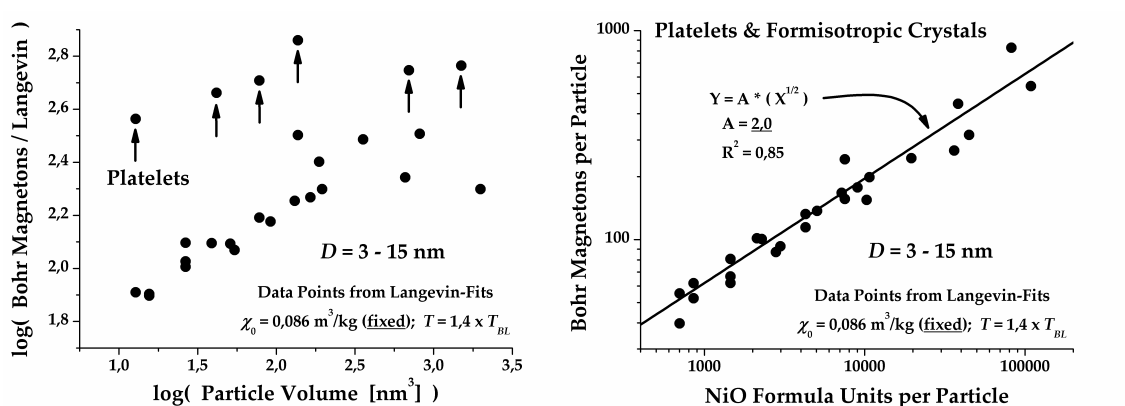 log( Bohr Magnetons / Langevin )
2,8
2,6
2,4
2,2
2,0
1,8
Platelets
D = 3 - 15 nm
Data Points from Langevin-Fits
χ₀ = 0,086 m³/kg (fixed); T = 1,4 x T_BL
1,0 1,5 2,0 2,5 3,0 3,5
log( Particle Volume [nm³] )
Bohr Magnetons per Particle
1000
100
Platelets & Formisotropic Crystals
Y = A * ( X^1/2 )
A = 2,0
R² = 0,85
D = 3 - 15 nm
Data Points from Langevin-Fits
χ₀ = 0,086 m³/kg (fixed); T = 1,4 x T_BL
1000 10000 100000
NiO Formula Units per Particle